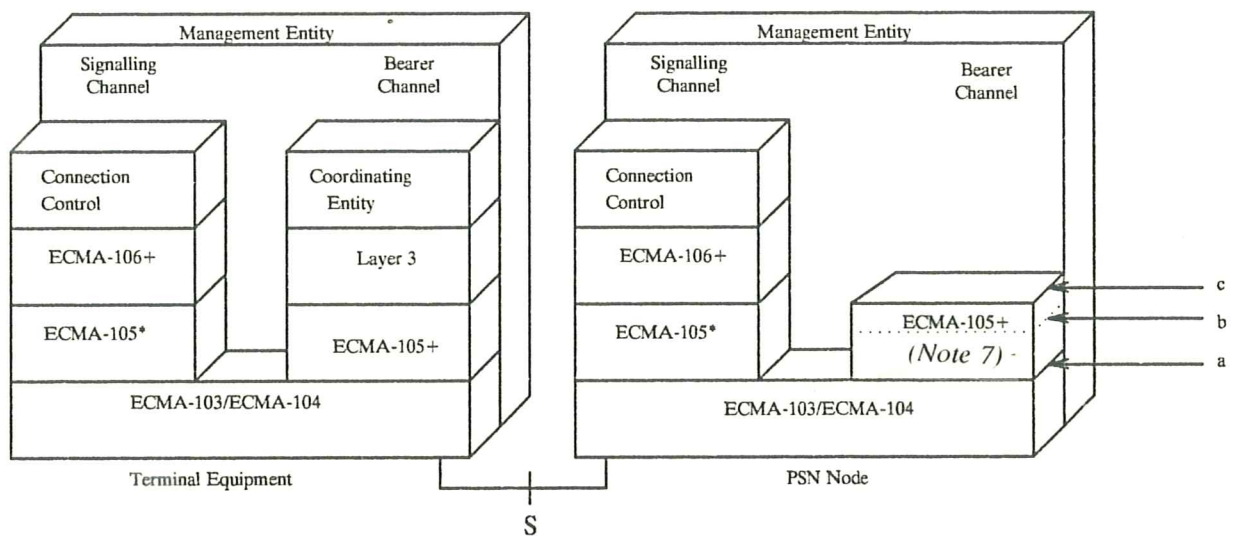 Management Entity
Signalling
Channel
Bearer
Channel
Connection
Control
Coordinating
Entity
ECMA-106+
Layer 3
ECMA-105*
ECMA-105+
ECMA-103/ECMA-104
Terminal Equipment
Management Entity
Signalling
Channel
Bearer
Channel
Connection
Control
ECMA-106+
ECMA-105*
ECMA-105+
(Note 7)
ECMA-103/ECMA-104
PSN Node
c
b
a
S